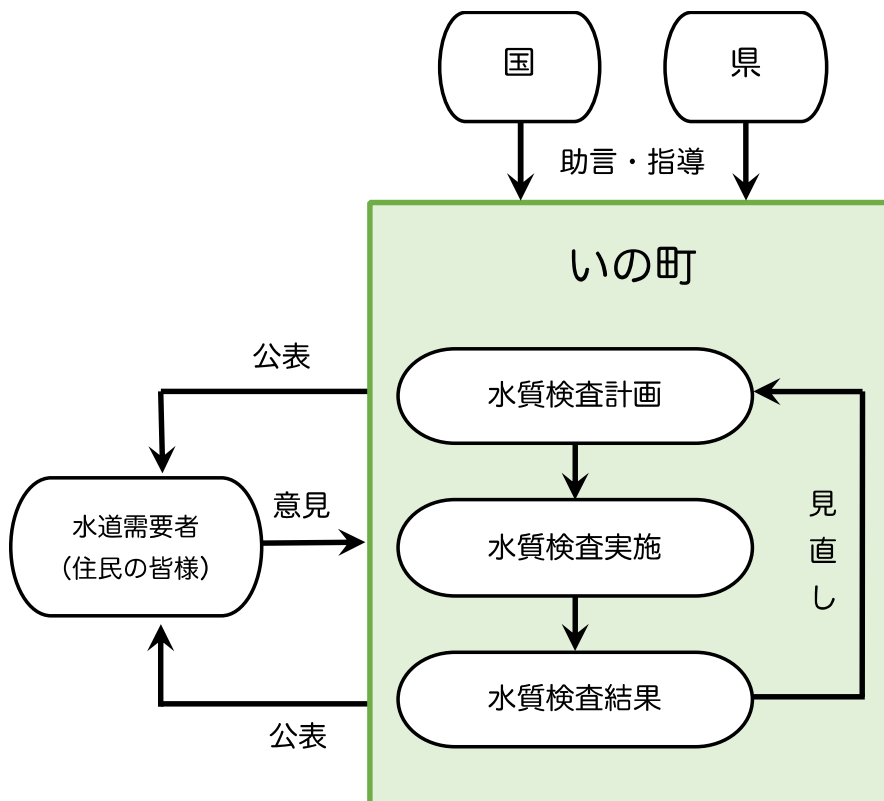 国
県
助言・指導
いの町
公表
水質検査計画
意見
水道需要者
（住民の皆様）
水質検査実施
見直し
水質検査結果
公表